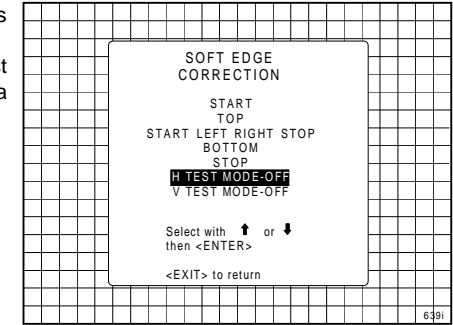 s
st
a
SOFT EDGE
CORRECTION
START
TOP
START LEFT RIGHT STOP
BOTTOM
STOP
H TEST MODE-OFF
V TEST MODE-OFF
Select with ⬆ or ⬇
then <ENTER>
<EXIT> to return
639i